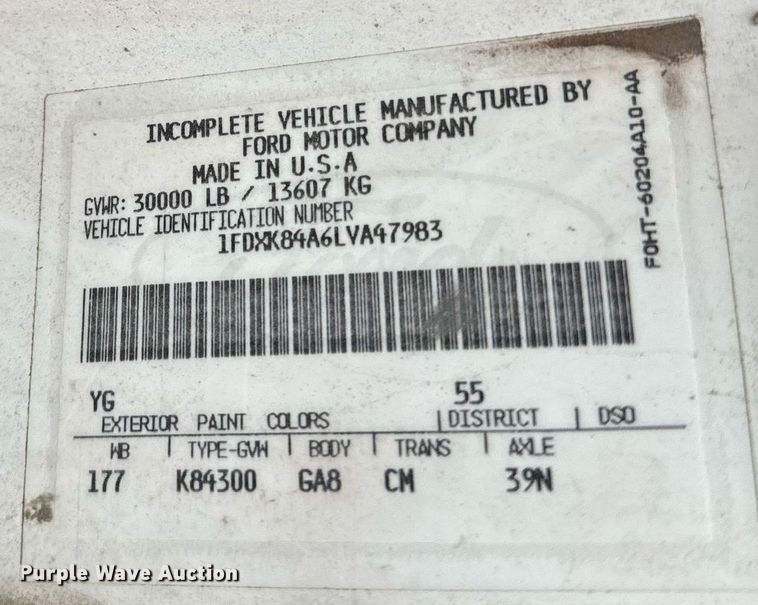 INCOMPLETE VEHICLE MANUFACTURED BY
FORD MOTOR COMPANY
MADE IN U.S.A
GVWR: 30000 LB / 13607 KG
VEHICLE IDENTIFICATION NUMBER
1FDXK84A6LVA47983
F0HT-60204A10-AA
YG 55
EXTERIOR PAINT COLORS | DISTRICT | DSO
WB | TYPE-GVW | BODY | TRANS | AXLE
177 K84300 GA8 CM 39N
Purple Wave Auction